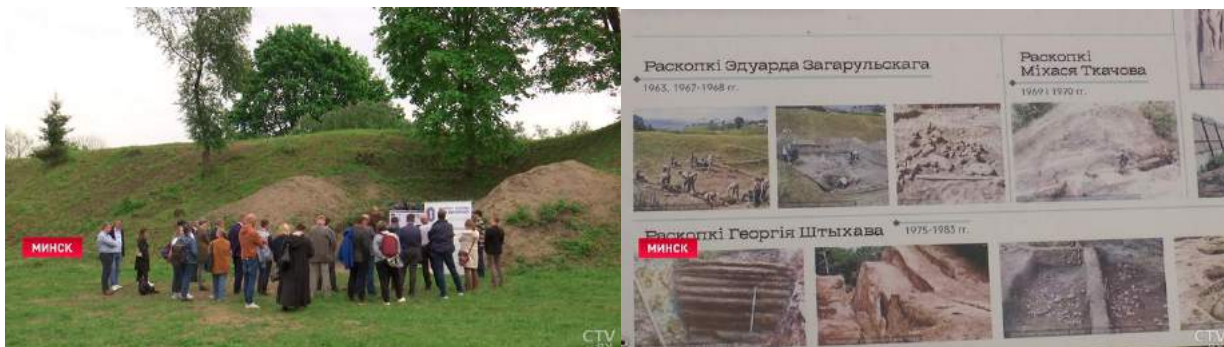 МИНСК
CTV
BY
Раскопкі Эдуарда Загарульскага
1963, 1967-1968 гг.
Раскопкі
Міхася Ткачова
1969 і 1970 гг.
Раскопкі Георгія Штыхава
1975-1983 гг.
МИНСК
CTV